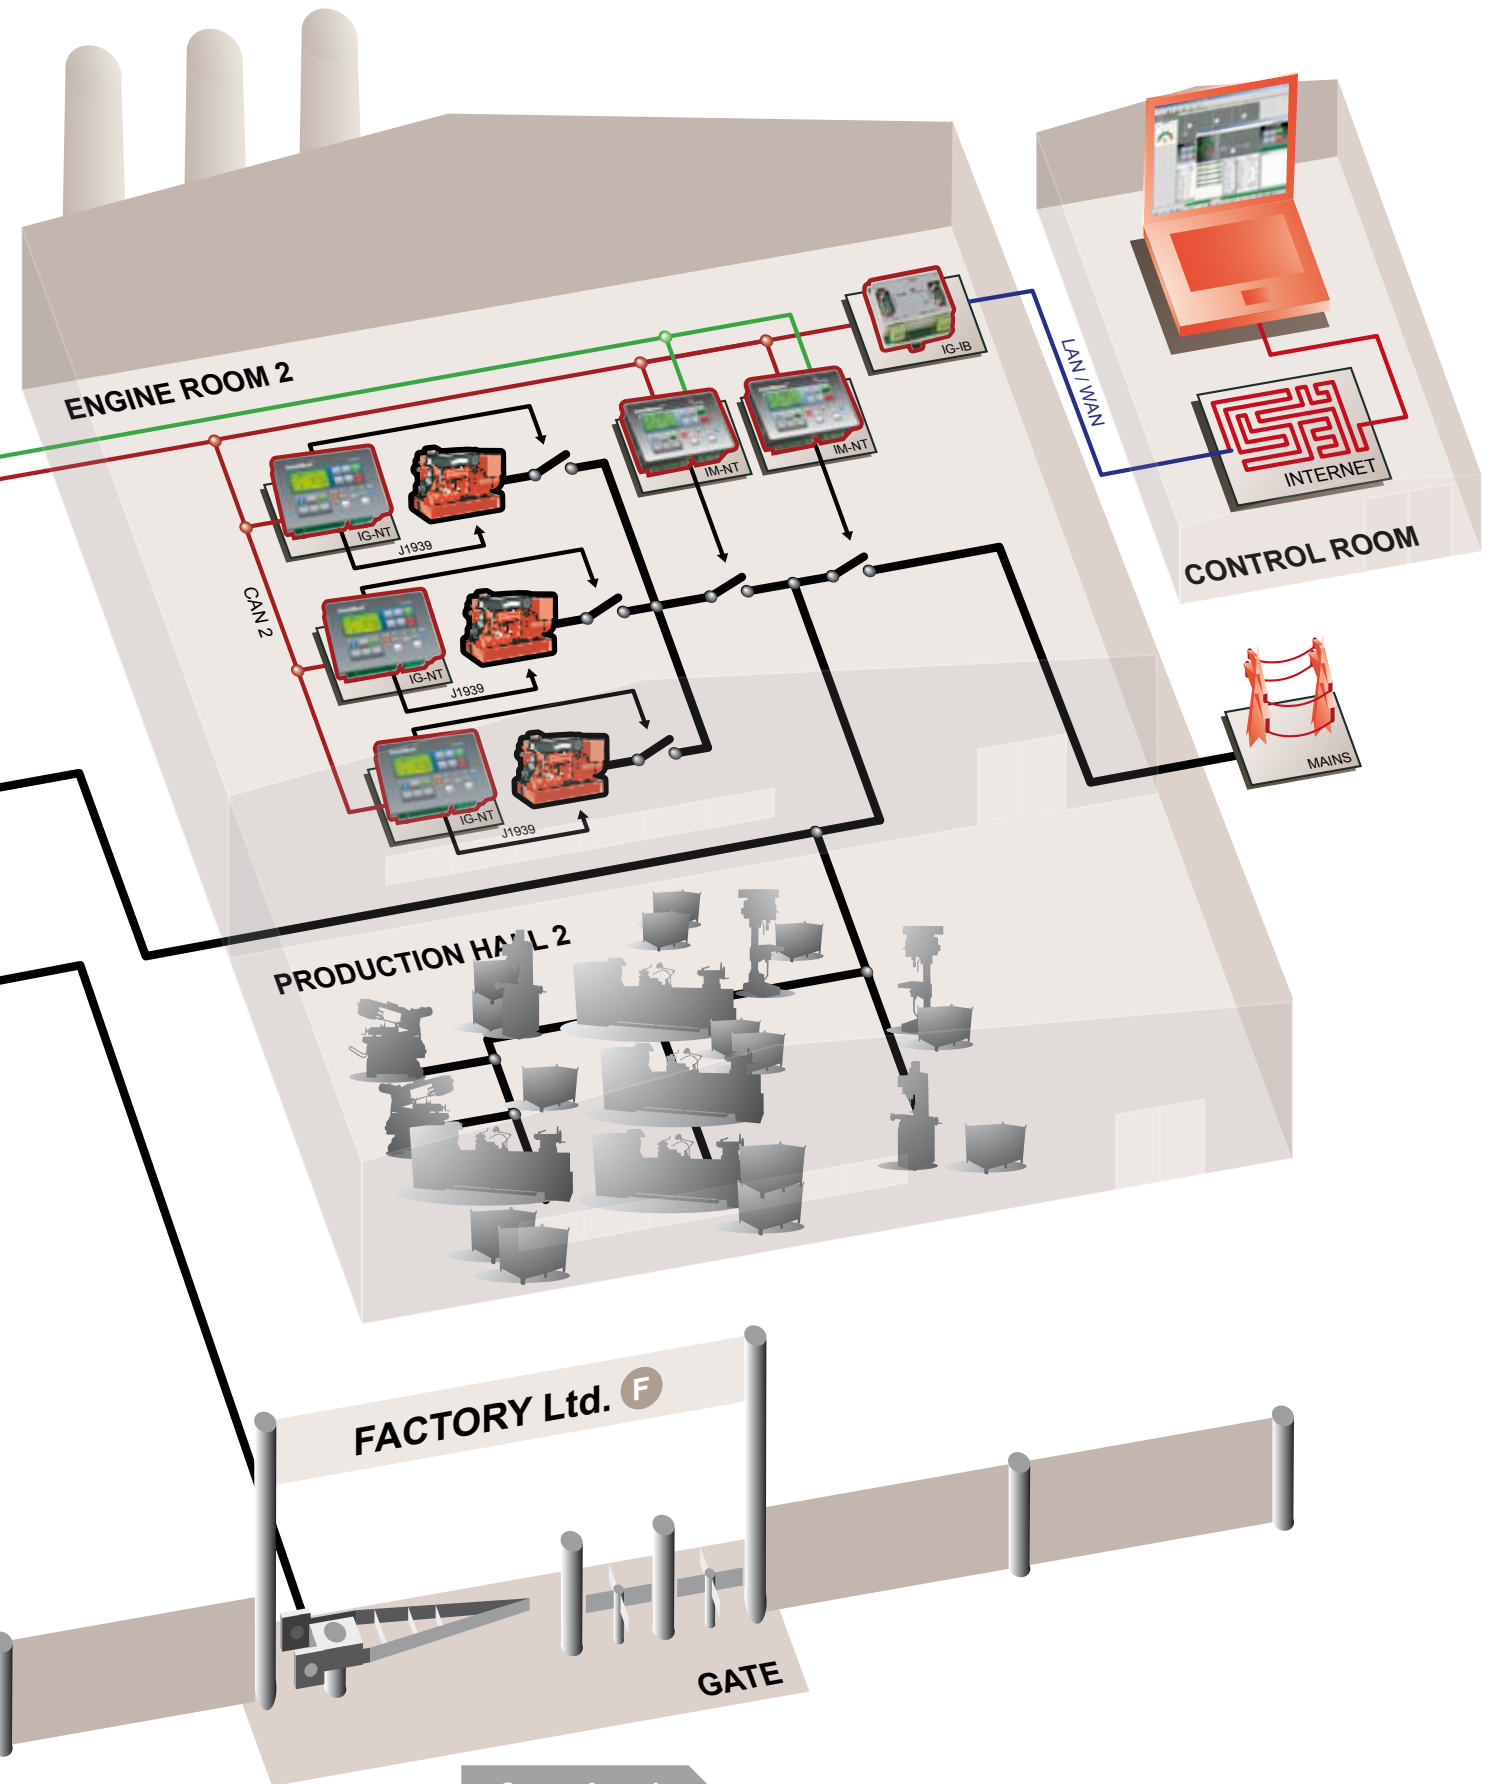 ENGINE ROOM 2
IG-IB
LAN / WAN
IM-NT
IM-NT
INTERNET
CONTROL ROOM
IG-NT
J1939
CAN 2
IG-NT
J1939
MAINS
IG-NT
J1939
PRODUCTION HALL 2
FACTORY Ltd. F
GATE